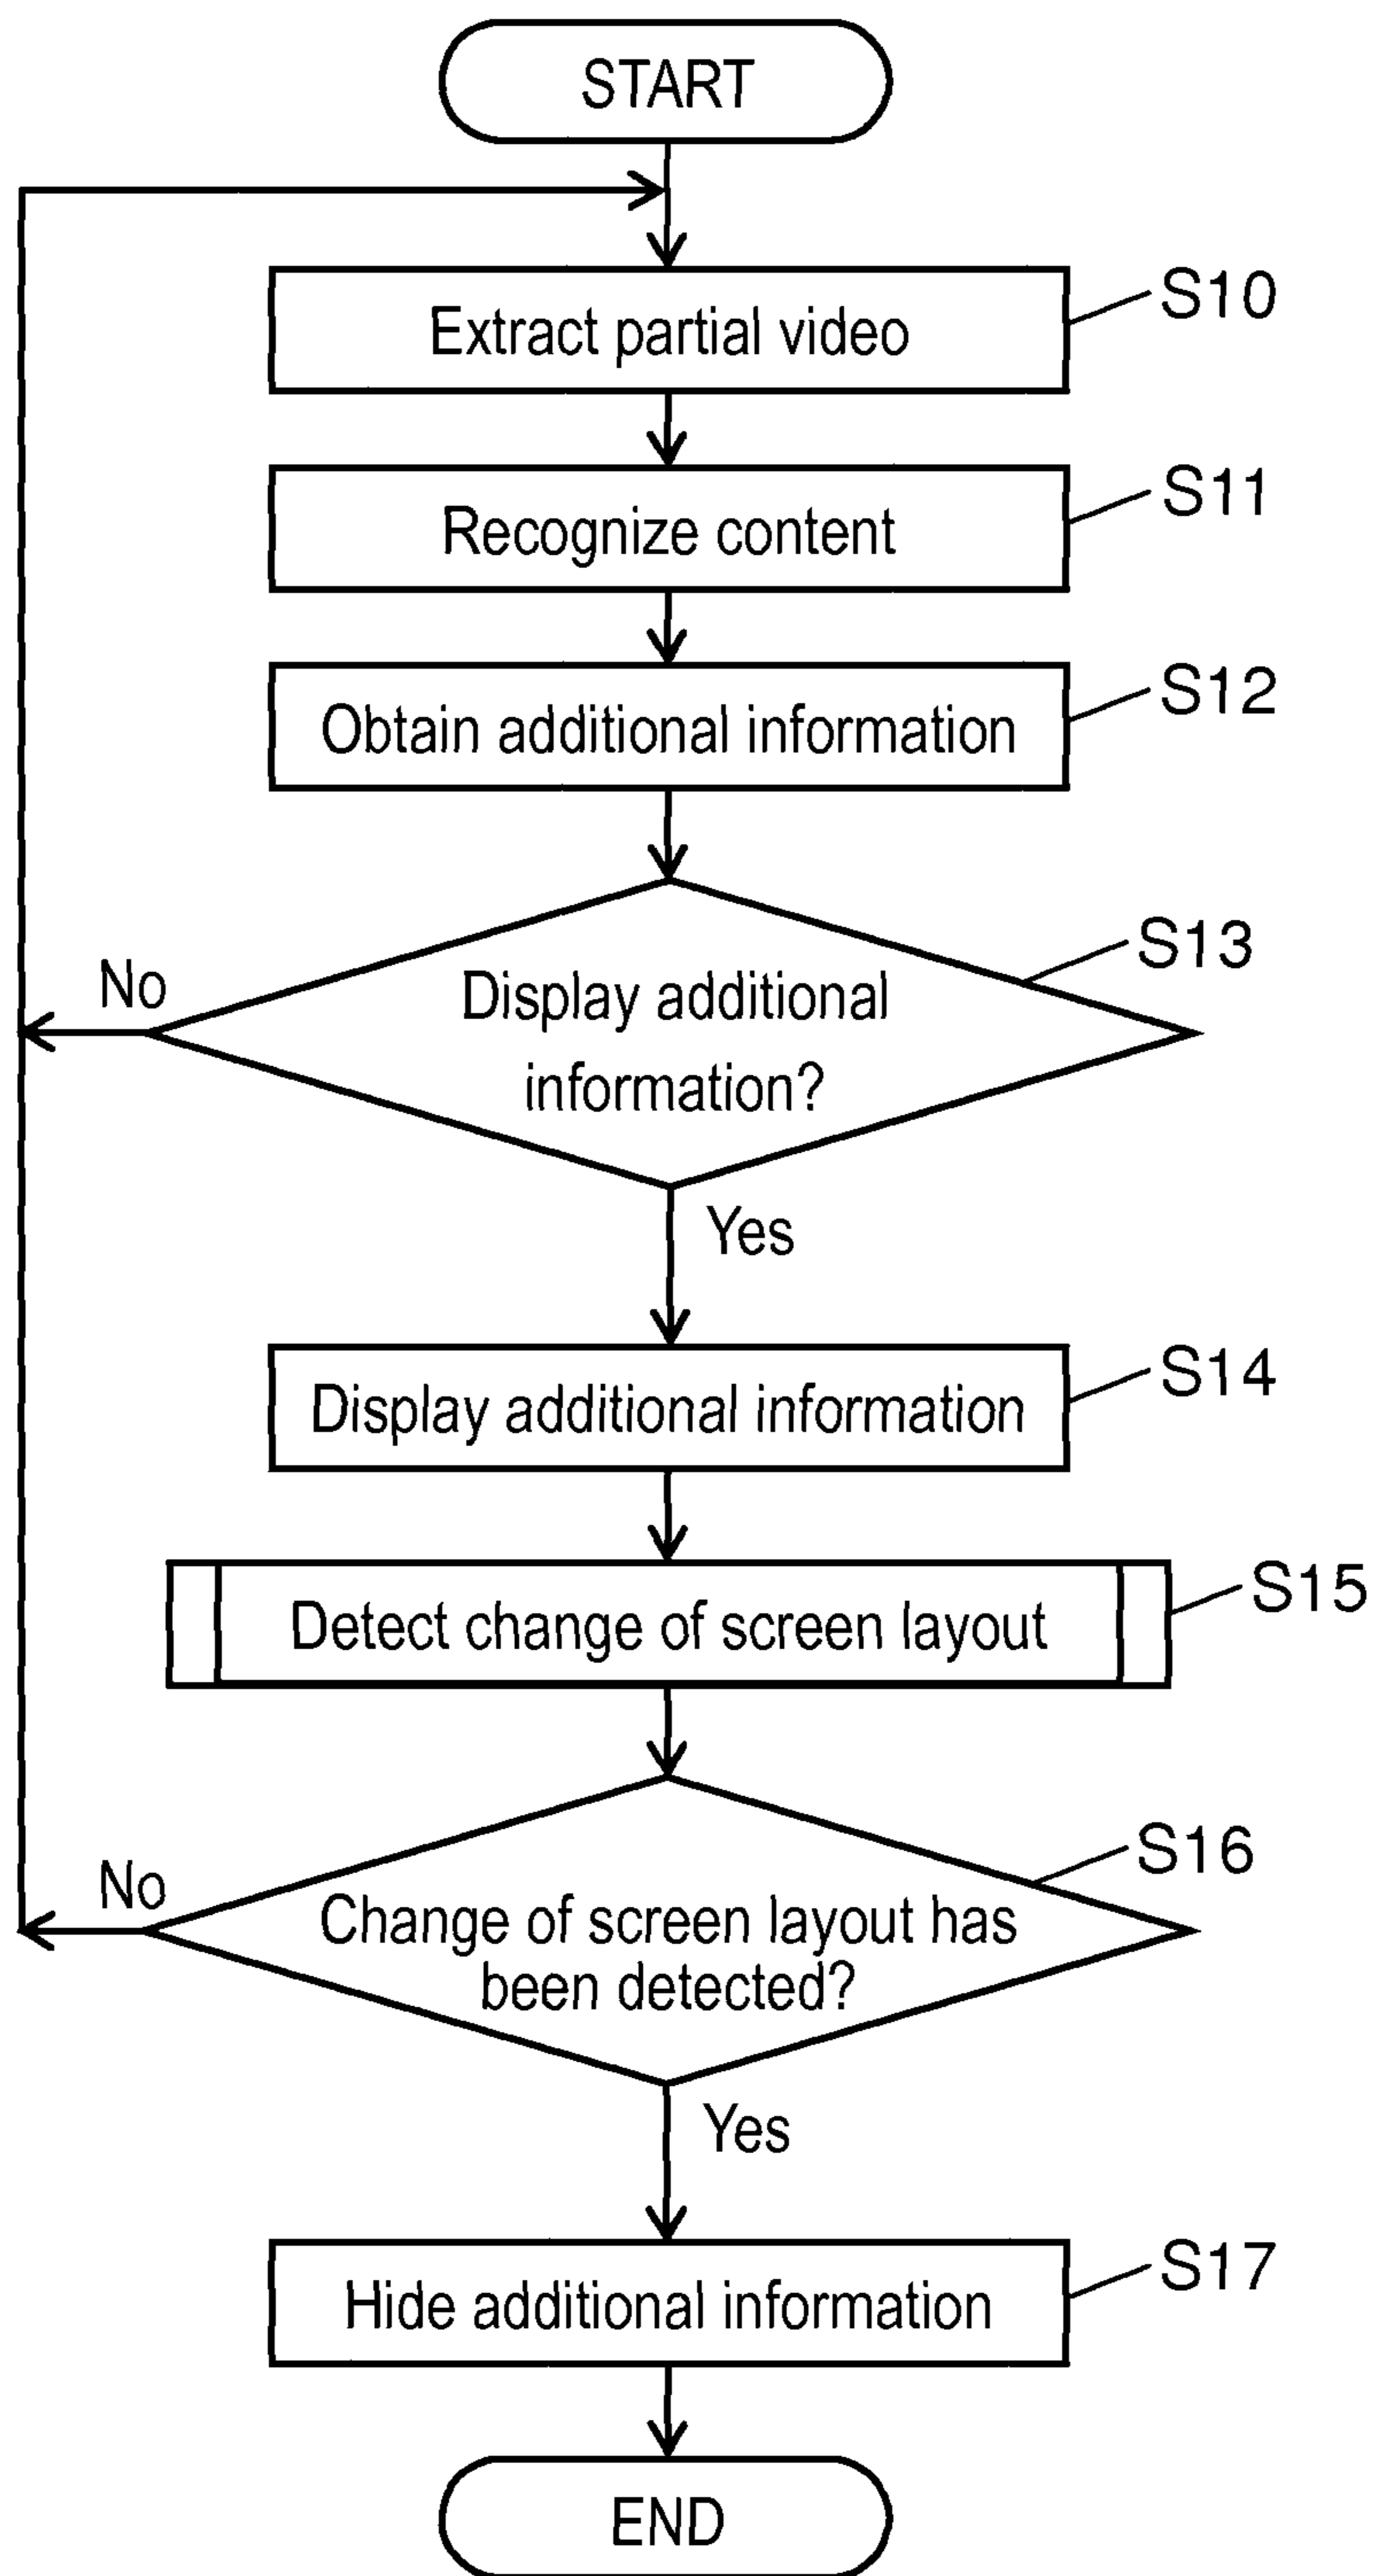 START
Extract partial video
S10
Recognize content
S11
Obtain additional information
S12
S13
No
Display additional
information?
Yes
Display additional information
S14
Detect change of screen layout
S15
S16
No
Change of screen layout has
been detected?
Yes
Hide additional information
S17
END